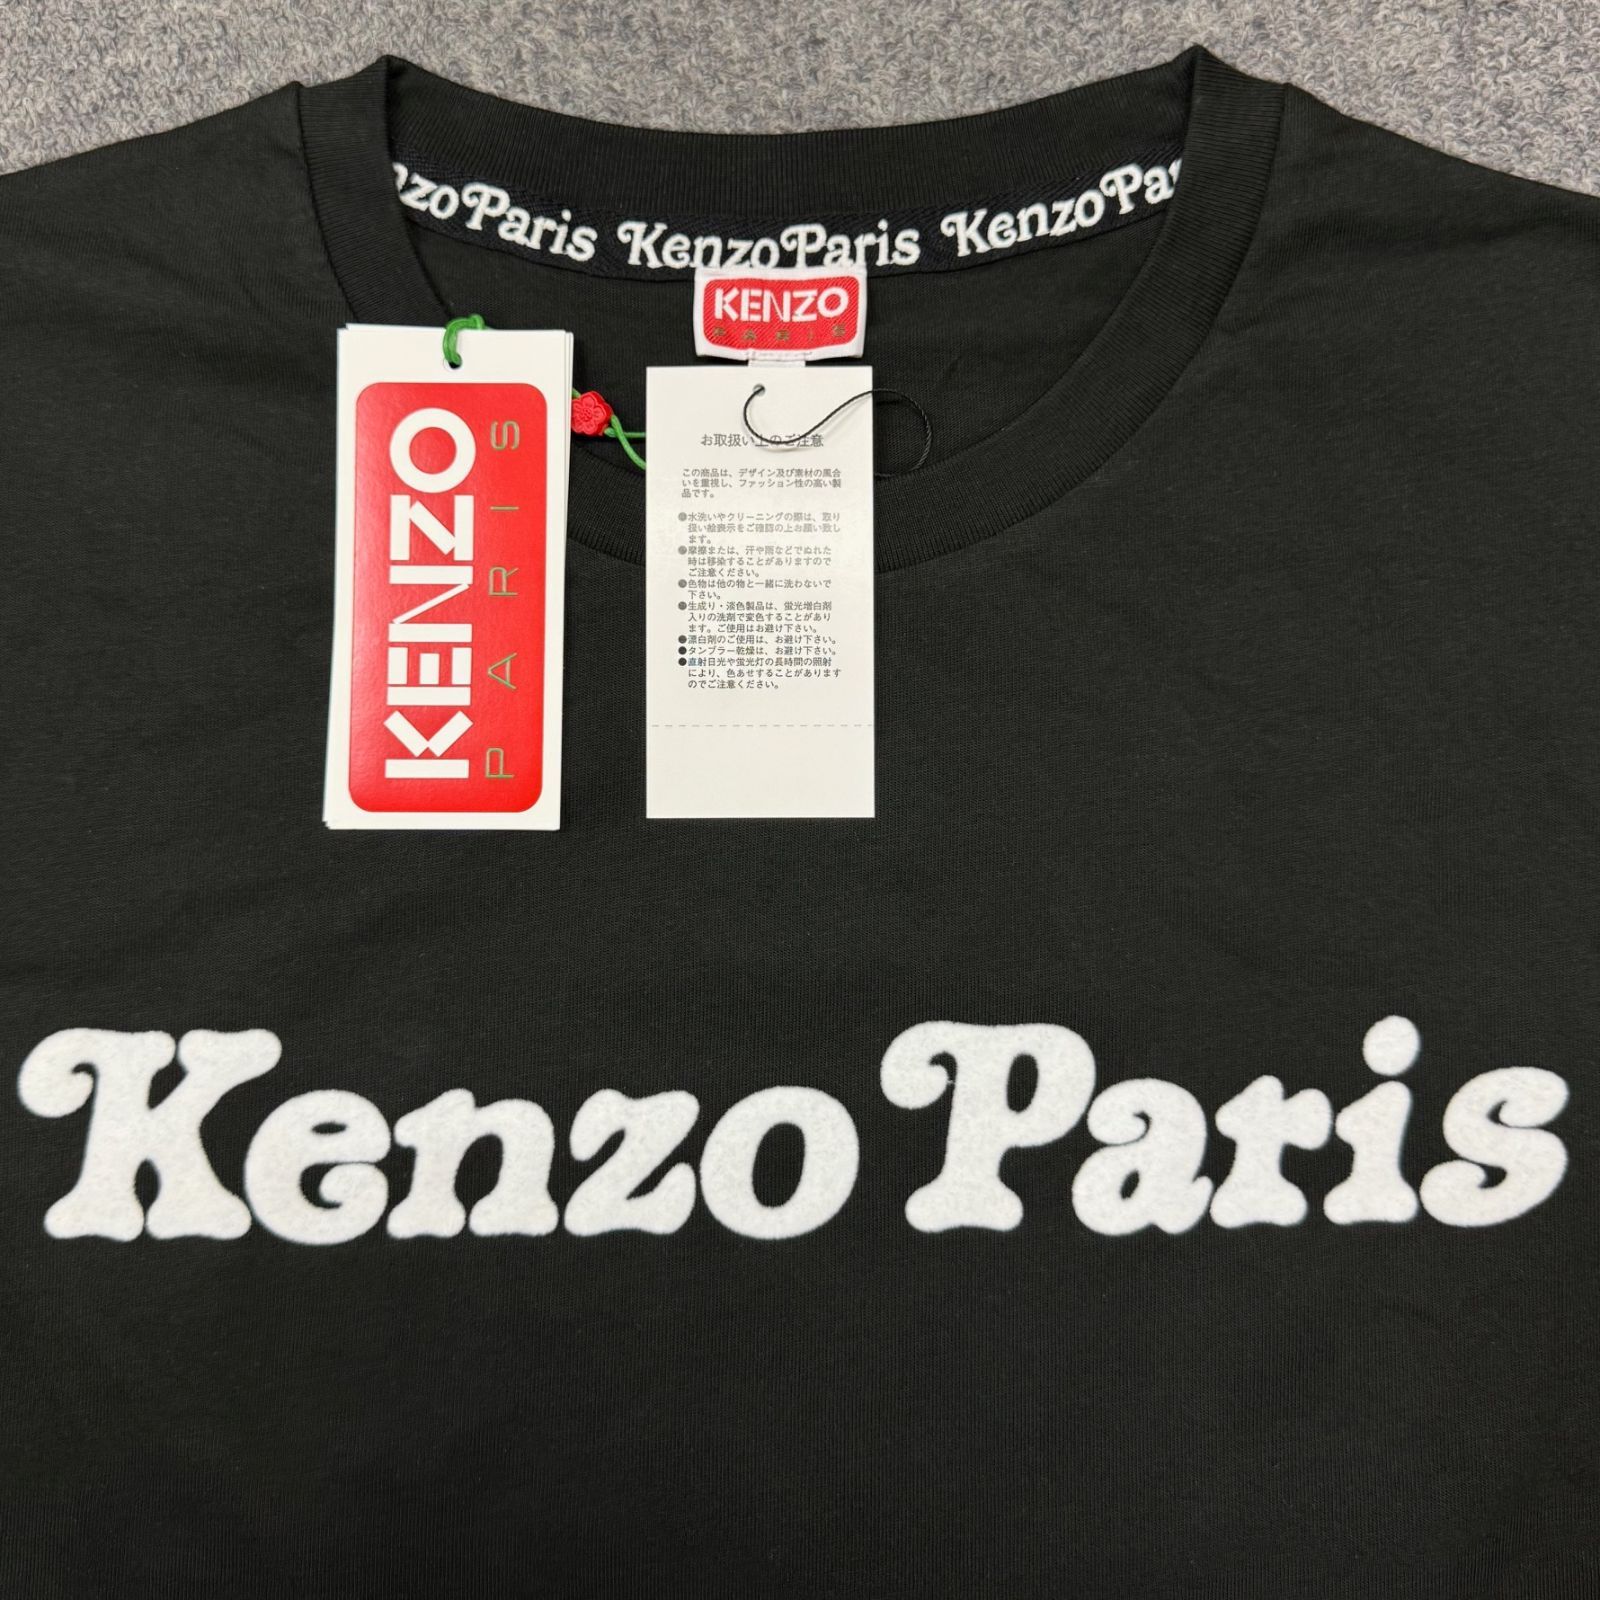 nzo Paris Kenzo Paris Kenzo Pa
KENZO
PARIS
KENZO
PARIS
お取扱い上のご注意
この商品は、デザイン及び素材の風合
いを重視し、ファッション性の高い製
品です。
●水洗いやクリーニングの際は、取り
扱い絵表示をご確認の上お願い致し
ます。
●摩擦または、汗や雨などでぬれた
時は移染することがありますので
ご注意ください。
●色物は他の物と一緒に洗わないで
下さい。
●生成り・淡色製品は、蛍光増白剤
入りの洗剤で変色することがあり
ます。ご使用はお避け下さい。
●漂白剤のご使用は、お避け下さい。
●タンブラー乾燥は、お避け下さい。
●直射日光や蛍光灯の長時間の照射
により、色あせすることがあります
のでご注意ください。
Kenzo Paris